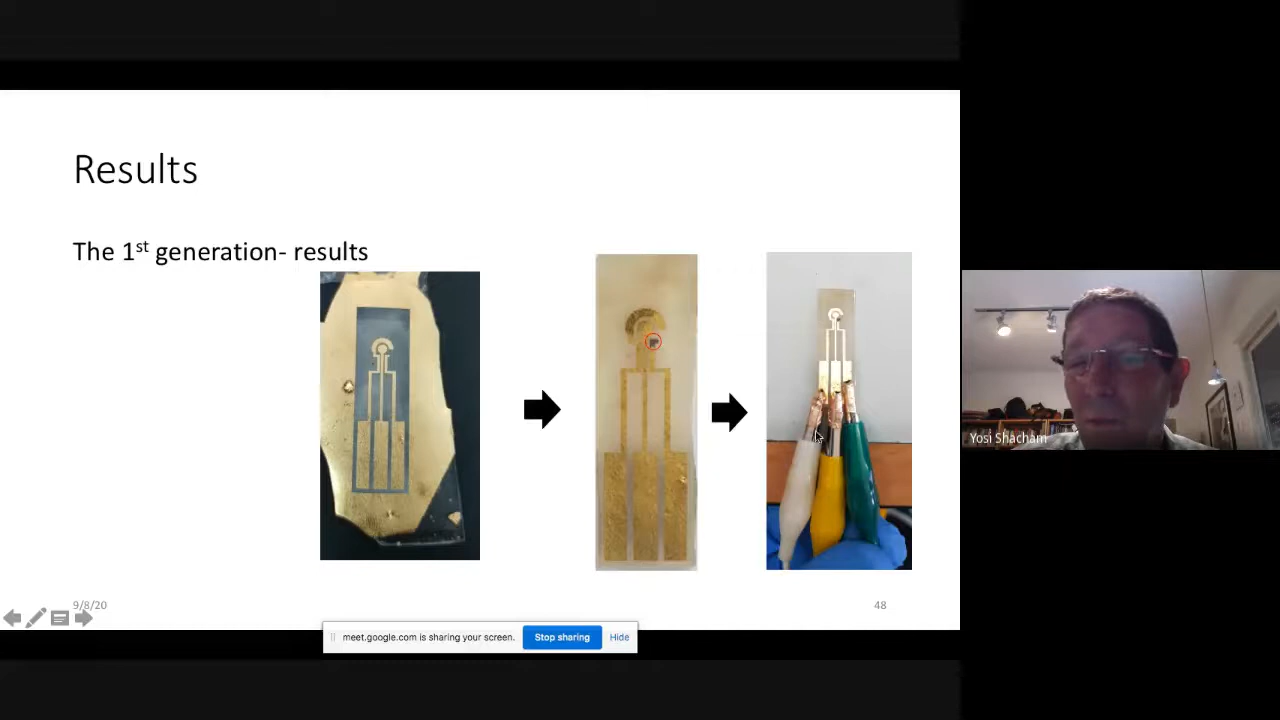 Results
The 1st generation- results
Yosi Shacham
9/8/20
48
meet.google.com is sharing your screen. Stop sharing Hide